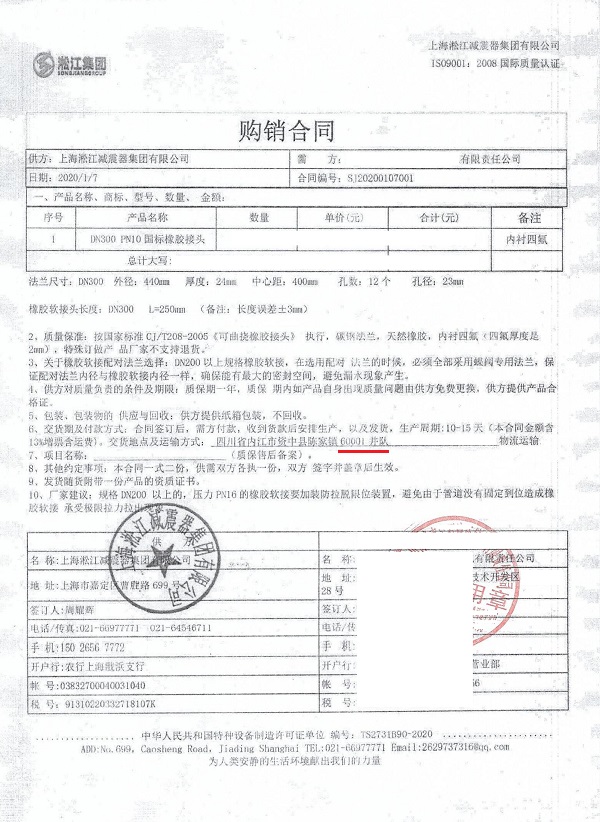 淞江集团
SONGJIANGGROUP
上海淞江减震器集团有限公司
ISO9001：2008 国际质量认证
购销合同
供方：上海淞江减震器集团有限公司 需 方： 有限责任公司
日期：2020/1/7 合同编号：SJ20200107001
一、产品名称、商标、型号、数量、金额：
序号 产品名称 数量 单价(元) 合计(元) 备注
1 DN300 PN10国标橡胶接头 内衬四氟
总计大写：
法兰尺寸：DN300 外径：440mm 厚度：24mm 中心距：400mm 孔数：12 个 孔径：23mm
橡胶软接头长度：DN300 L=250mm （备注：长度误差±3mm）
2、质量保准：按国家标准 CJ/T208-2005《可曲挠橡胶接头》 执行，碳钢法兰，天然橡胶，内衬四氟（四氟厚度是
2mm），特殊订做产 品厂家不支持退货。
3、关于橡胶软接配对法兰选择：DN200 以上规格橡胶软接，在选用配对 法兰的时候，必须全部采用蝶阀专用法兰，保
证配对法兰内径与橡胶软接内径一样，确保能有最大的密封空间，避免漏水现象产生。
4、供方对质量负责的条件及期限：质保期一年，质保 期内如产品自身出现质量问题由供方免费更换，供方提供产品合
格证。
5、包装、包装物的 供应与回收：供方提供纸箱包装，不回收。
6、交货期及付款方式：合同签订后，需方付款，收到货款后安排生产，以及发货，生产周期：10-15 天（本合同金额含
13%增票含运费）。交货地点及运输方式： 四川省内江市资中县陈家镇 60001 井队 物流运输
7、项目名称： （质保售后备案）。
8、其他约定事项：本合同一式二份，供需双方各执一份，双方 签字并盖章后生效。
9、发货随货附带一份产品的资质证书。
10、厂家建议：规格 DN200 以上的，压力 PN16 的橡胶软接要加装防拉脱限位装置，避免由于管道没有固定到位造成橡
胶软接 承受极限拉力拉出现象
供
名 称：上海淞江减震器集团有限公司 名 称： 有限责任公司
地 址：上海市嘉定区曹胜路 699 号 地 址： 技术开发区
28 号
签订人：周耀辉 签订人：
电话/传真：021-66977771 021-64546711 电话/传真：
手 机：150 2656 7772 手 机：
开户行：农行上海戬浜支行 开户行： 营业部
帐 号：03832700040031040 帐 号： 56
税 号：91310220332718107K 税 号：
上海淞江减震器集团有限公司
章
中华人民共和国特种设备制造许可证单位 编号：TS2731B90-2020
ADD:No.699, Caosheng Road, Jiading Shanghai TEL:021-66977771 Email:2629737316@qq.com
为人类安静的生活环境献出我们的力量